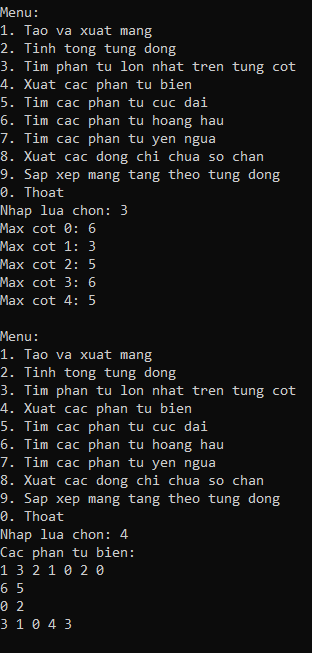 Menu:
1. Tao va xuat mang
2. Tinh tong tung dong
3. Tim phan tu lon nhat tren tung cot
4. Xuat cac phan tu bien
5. Tim cac phan tu cuc dai
6. Tim cac phan tu hoang hau
7. Tim cac phan tu yen ngua
8. Xuat cac dong chi chua so chan
9. Sap xep mang tang theo tung dong
0. Thoat
Nhap lua chon: 3
Max cot 0: 6
Max cot 1: 3
Max cot 2: 5
Max cot 3: 6
Max cot 4: 5
Menu:
1. Tao va xuat mang
2. Tinh tong tung dong
3. Tim phan tu lon nhat tren tung cot
4. Xuat cac phan tu bien
5. Tim cac phan tu cuc dai
6. Tim cac phan tu hoang hau
7. Tim cac phan tu yen ngua
8. Xuat cac dong chi chua so chan
9. Sap xep mang tang theo tung dong
0. Thoat
Nhap lua chon: 4
Cac phan tu bien:
1 3 2 1 0 2 0
6 5
0 2
3 1 0 4 3